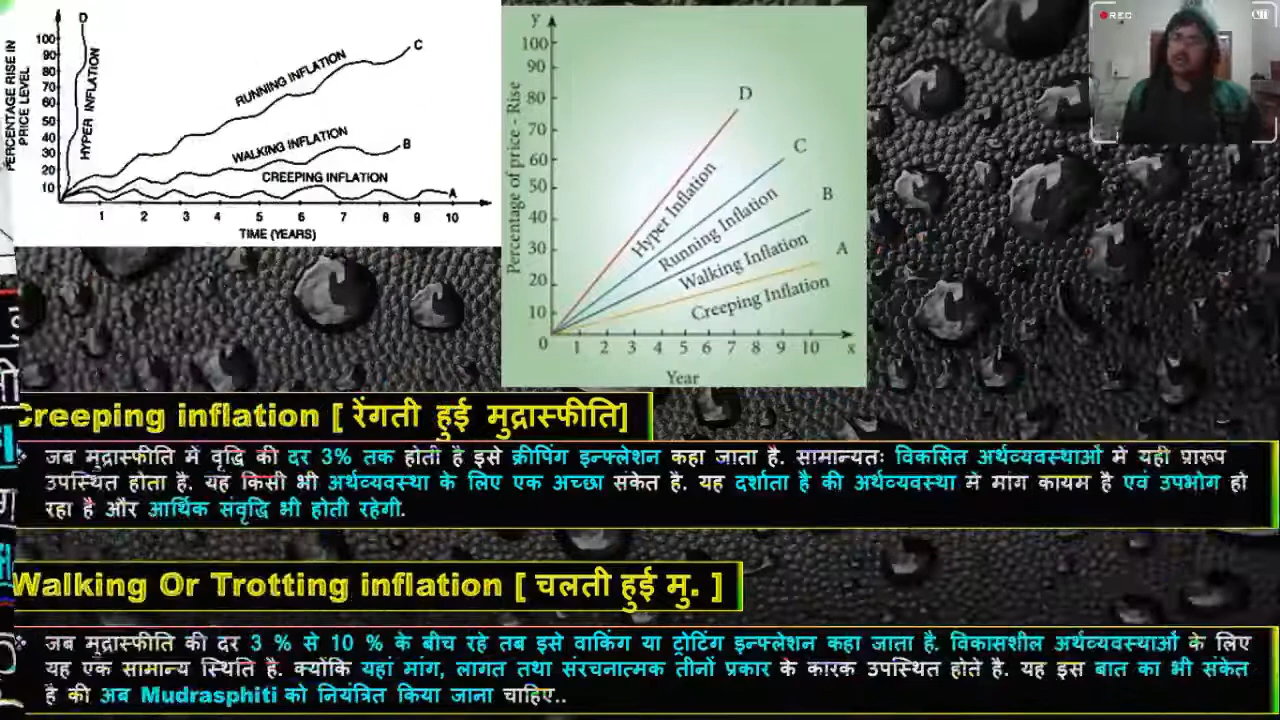 D
PERCENTAGE RISE IN
PRICE LEVEL.
100
90
80
70
60
50
40
30
20
10
HYPER INFLATION
RUNNING INFLATION
C
WALKING INFLATION
B
CREEPING INFLATION
A
1 2 3 4 5 6 7 8 9 10
TIME (YEARS)
y
Percentage of price - Rise
100
90
80
70
60
50
40
30
20
10
0
D
C
B
A
Hyper Inflation
Running Inflation
Walking Inflation
Creeping Inflation
1 2 3 4 5 6 7 8 9 10 x
Year
REC
Creeping inflation [ रेंगती हुई मुद्रास्फीति]
जब मुद्रास्फीति में वृद्धि की दर 3% तक होती है इसे क्रीपिंग इन्फ्लेशन कहा जाता है. सामान्यतः विकसित अर्थव्यवस्थाओं में यही प्रारूप
उपस्थित होता है. यह किसी भी अर्थव्यवस्था के लिए एक अच्छा संकेत है. यह दर्शाता है की अर्थव्यवस्था मे मांग कायम है एवं उपभोग हो
रहा है और आर्थिक संवृद्धि भी होती रहेगी.
Walking Or Trotting inflation [ चलती हुई मु. ]
जब मुद्रास्फीति की दर 3 % से 10 % के बीच रहे तब इसे वाकिंग या ट्रोटिंग इन्फ्लेशन कहा जाता है. विकासशील अर्थव्यवस्थाओं के लिए
यह एक सामान्य स्थिति है. क्योंकि यहां मांग, लागत तथा संरचनात्मक तीनों प्रकार के कारक उपस्थित होते है. यह इस बात का भी संकेत
है की अब Mudrasphiti को नियंत्रित किया जाना चाहिए..